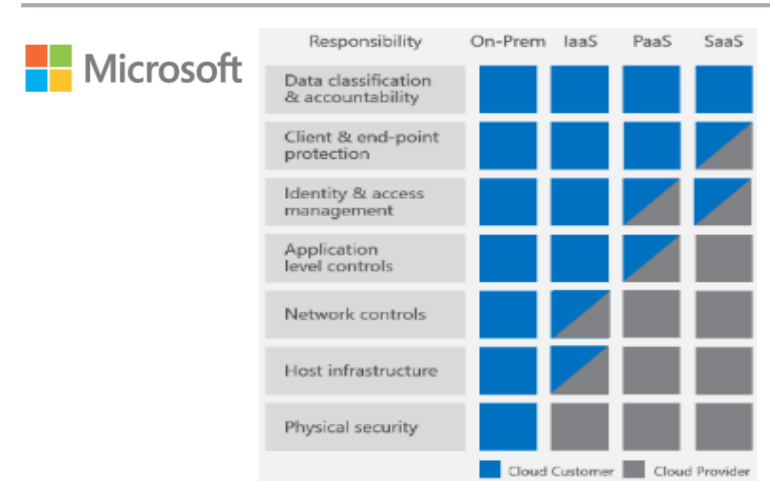 Microsoft
Responsibility On-Prem IaaS PaaS SaaS
Data classification
& accountability
Client & end-point
protection
Identity & access
management
Application
level controls
Network controls
Host infrastructure
Physical security
Cloud Customer Cloud Provider